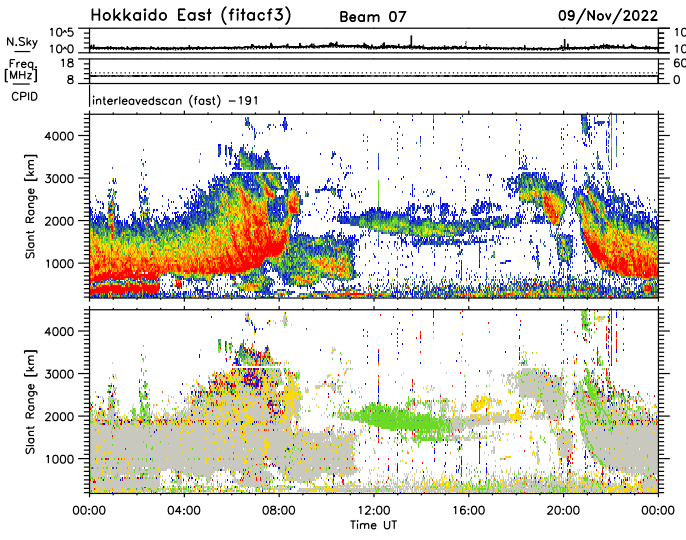 Hokkaido East (fitacf3) Beam 07 09/Nov/2022
N.Sky 10^5 10^0 10 10
Freq. [MHz] 18 8 60 0
CPID interleavedscan (fast) -191
Slant Range [km] 4000 3000 2000 1000
Slant Range [km] 4000 3000 2000 1000
00:00 04:00 08:00 12:00 16:00 20:00 00:00
Time UT